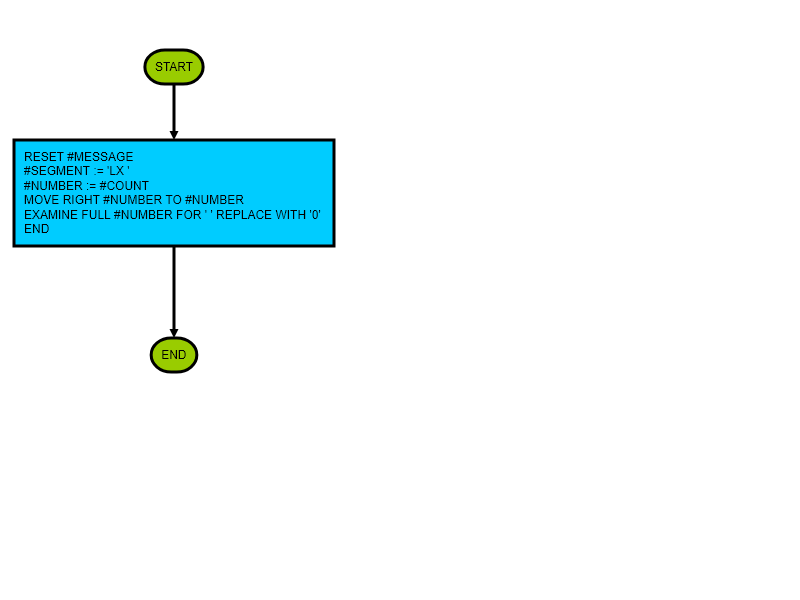 START
RESET #MESSAGE
#SEGMENT := 'LX '
#NUMBER := #COUNT
MOVE RIGHT #NUMBER TO #NUMBER
EXAMINE FULL #NUMBER FOR ' ' REPLACE WITH '0'
END
END